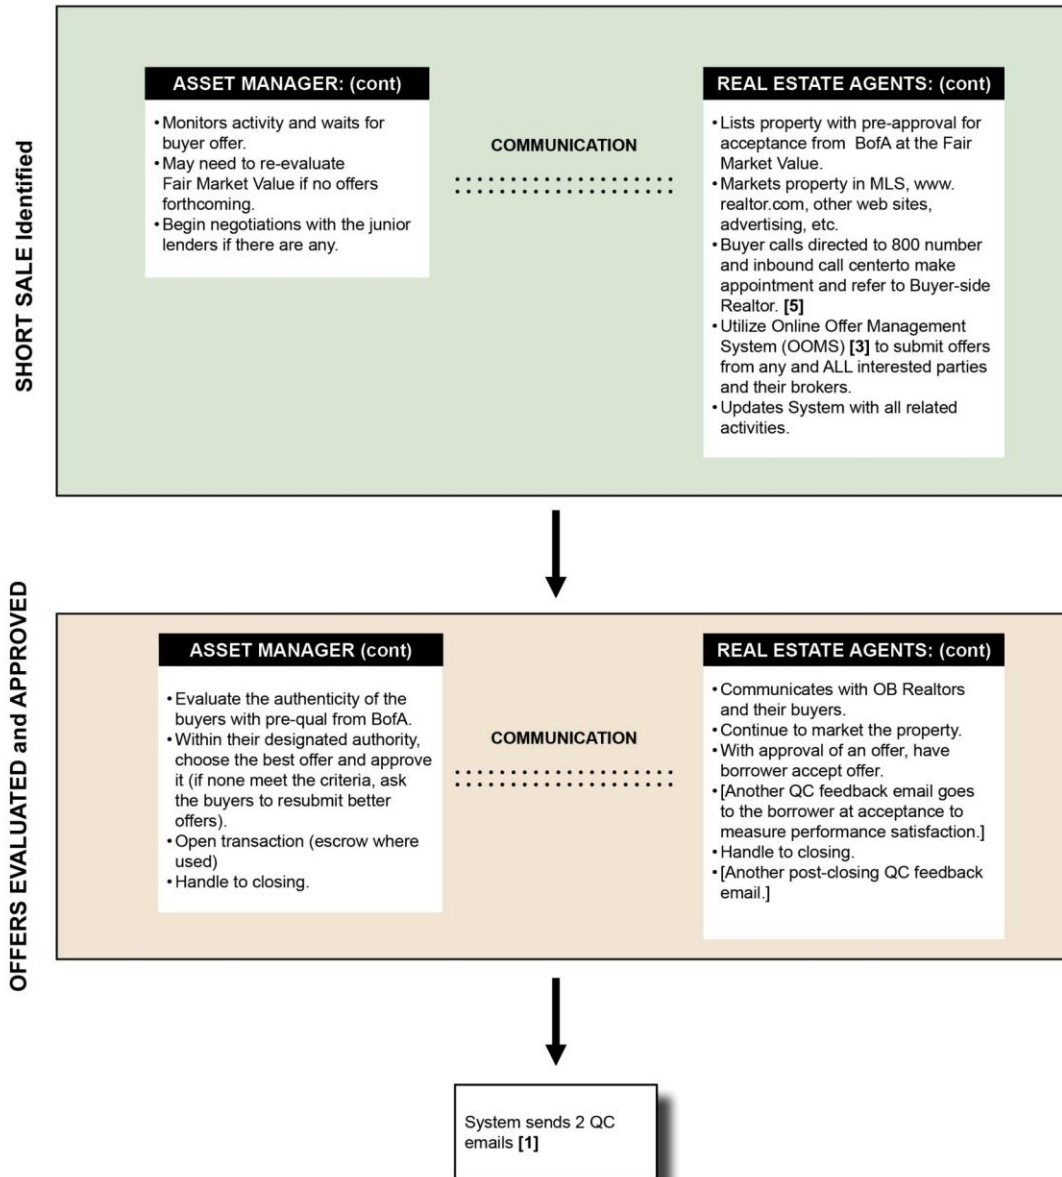 SHORT SALE Identified
ASSET MANAGER: (cont)
• Monitors activity and waits for
buyer offer.
• May need to re-evaluate
Fair Market Value if no offers
forthcoming.
• Begin negotiations with the junior
lenders if there are any.
COMMUNICATION
REAL ESTATE AGENTS: (cont)
• Lists property with pre-approval for
acceptance from BofA at the Fair
Market Value.
• Markets property in MLS, www.
realtor.com, other web sites,
advertising, etc.
• Buyer calls directed to 800 number
and inbound call centerto make
appointment and refer to Buyer-side
Realtor. [5]
• Utilize Online Offer Management
System (OOMS) [3] to submit offers
from any and ALL interested parties
and their brokers.
• Updates System with all related
activities.
OFFERS EVALUATED and APPROVED
ASSET MANAGER (cont)
• Evaluate the authenticity of the
buyers with pre-qual from BofA.
• Within their designated authority,
choose the best offer and approve
it (if none meet the criteria, ask
the buyers to resubmit better
offers).
• Open transaction (escrow where
used)
• Handle to closing.
COMMUNICATION
REAL ESTATE AGENTS: (cont)
• Communicates with OB Realtors
and their buyers.
• Continue to market the property.
• With approval of an offer, have
borrower accept offer.
• [Another QC feedback email goes
to the borrower at acceptance to
measure performance satisfaction.]
• Handle to closing.
• [Another post-closing QC feedback
email.]
System sends 2 QC
emails [1]